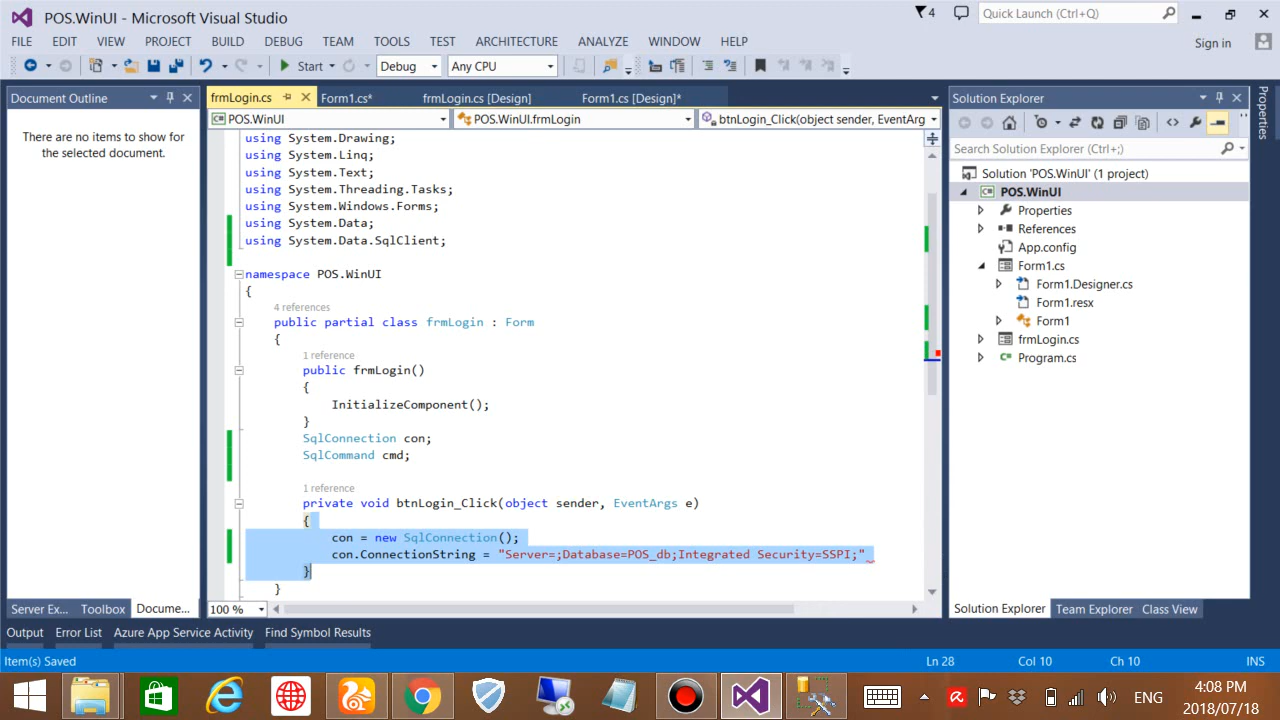 POS.WinUI - Microsoft Visual Studio
4
Quick Launch (Ctrl+Q)
FILE EDIT VIEW PROJECT BUILD DEBUG TEAM TOOLS TEST ARCHITECTURE ANALYZE WINDOW HELP
Sign in
Start Debug Any CPU
Document Outline
There are no items to show for
the selected document.
frmLogin.cs Form1.cs* frmLogin.cs [Design] Form1.cs [Design]*
POS.WinUI POS.WinUI.frmLogin btnLogin_Click(object sender, EventArg
using System.Drawing;
using System.Linq;
using System.Text;
using System.Threading.Tasks;
using System.Windows.Forms;
using System.Data;
using System.Data.SqlClient;
namespace POS.WinUI
{
4 references
public partial class frmLogin : Form
{
1 reference
public frmLogin()
{
InitializeComponent();
}
SqlConnection con;
SqlCommand cmd;
1 reference
private void btnLogin_Click(object sender, EventArgs e)
{
con = new SqlConnection();
con.ConnectionString = "Server=;Database=POS_db;Integrated Security=SSPI;"
}
}
100 %
Solution Explorer
Search Solution Explorer (Ctrl+;)
Solution 'POS.WinUI' (1 project)
POS.WinUI
Properties
References
App.config
Form1.cs
Form1.Designer.cs
Form1.resx
Form1
frmLogin.cs
Program.cs
Properties
Server Ex... Toolbox Docume...
Solution Explorer Team Explorer Class View
Output Error List Azure App Service Activity Find Symbol Results
Item(s) Saved Ln 28 Col 10 Ch 10 INS
ENG
4:08 PM
2018/07/18